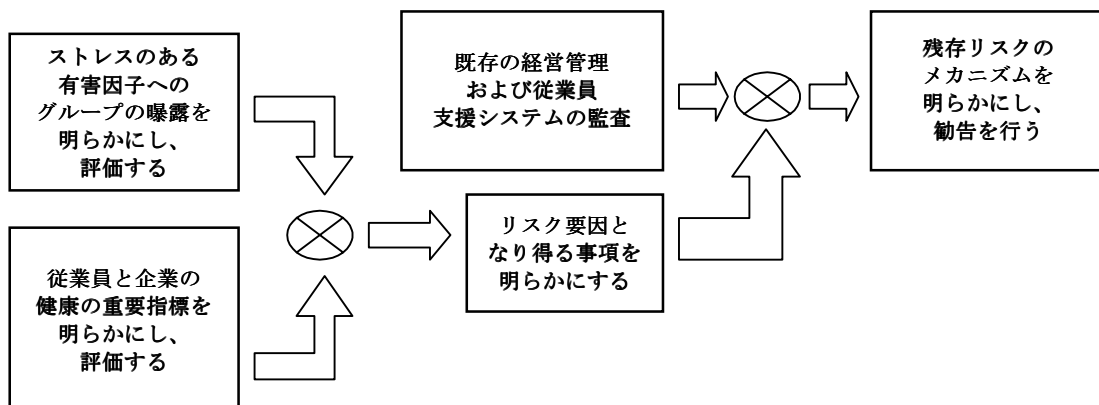 ストレスのある
有害因子への
グループの曝露を
明らかにし、
評価する
従業員と企業の
健康の重要指標を
明らかにし、
評価する
既存の経営管理
および従業員
支援システムの監査
リスク要因と
なり得る事項を
明らかにする
残存リスクの
メカニズムを
明らかにし、
勧告を行う